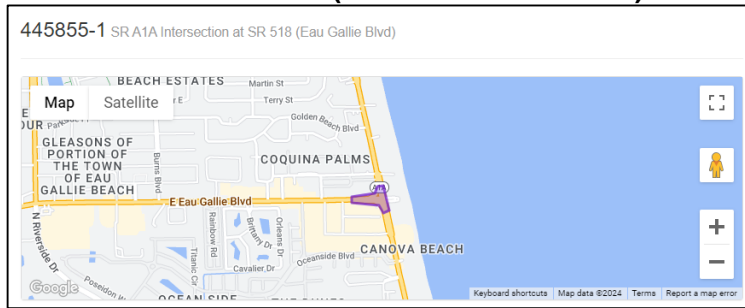 445855-1 SR A1A Intersection at SR 518 (Eau Gallie Blvd)
Map
Satellite
BEACH ESTATES
Martin St
Terry St
Golden Beach Blvd
GLEASONS OF
PORTION OF
THE TOWN
OF EAU
GALLIE BEACH
Burns Blvd
COQUINA PALMS
A1A
E Eau Gallie Blvd
N Riverside Dr
Rainbow Rd
Brittany Dr
Orleans Dr
Oceanside Blvd
CANOVA BEACH
Titanic Cir
Cavalier Dr
Poseidon
Google
OCEAN SIDE
Keyboard shortcuts
Map data ©2024
Terms
Report a map error